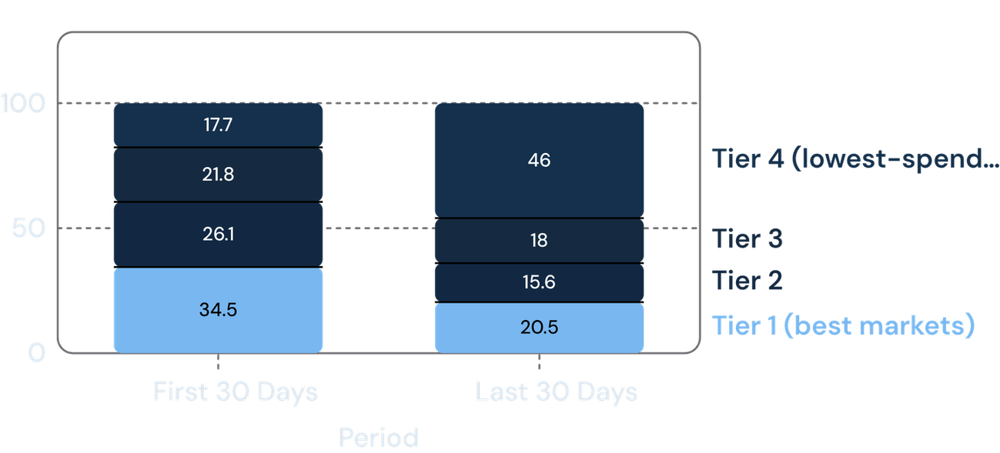 100
50
0
17.7
21.8
26.1
34.5
46
18
15.6
20.5
Tier 4 (lowest-spend...
Tier 3
Tier 2
Tier 1 (best markets)
First 30 Days
Last 30 Days
Period